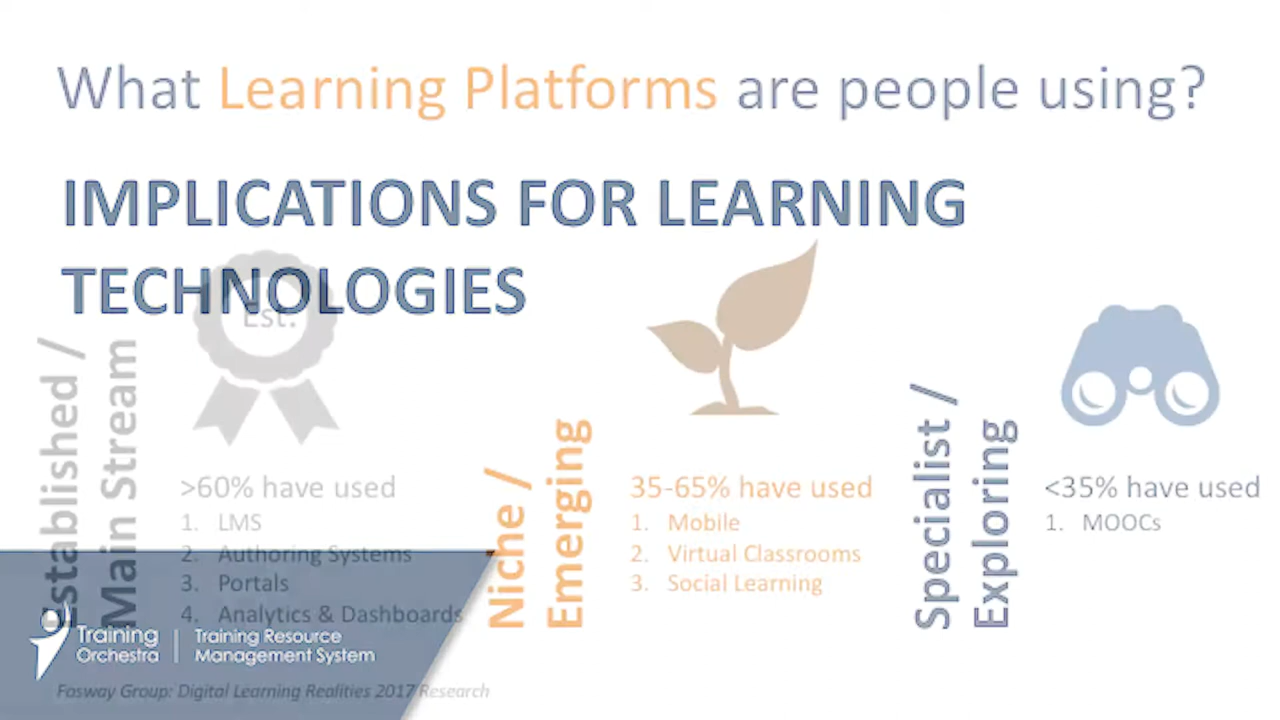 What Learning Platforms are people using?
IMPLICATIONS FOR LEARNING
TECHNOLOGIES
Est.
Established /
Main Stream
>60% have used
1. LMS
2. Authoring Systems
3. Portals
4. Analytics & Dashboards
Niche /
Emerging
35-65% have used
1. Mobile
2. Virtual Classrooms
3. Social Learning
Specialist /
Exploring
<35% have used
1. MOOCs
Training
Orchestra
Training Resource
Management System
Fosway Group: Digital Learning Realities 2017 Research